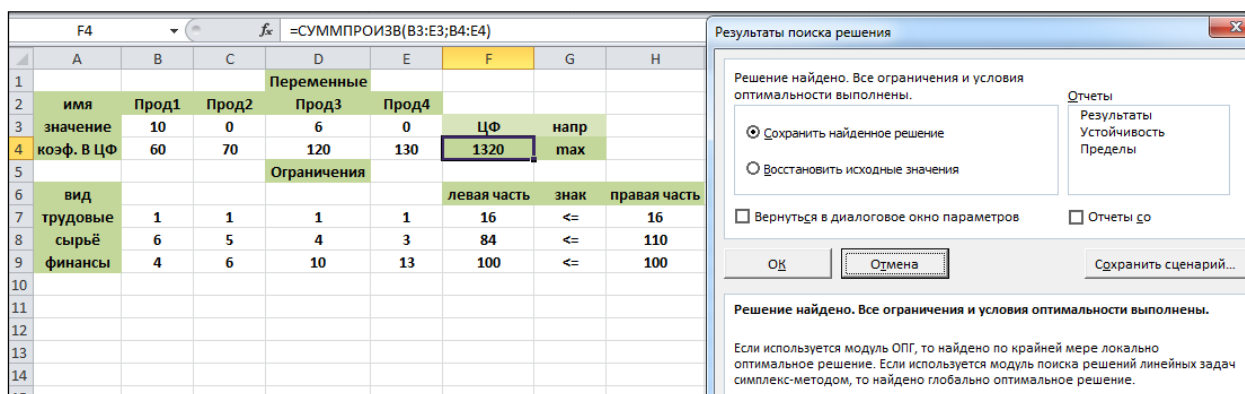 F4 fx =СУММПРОИЗВ(B3:E3;B4:E4)
A B C D E F G H
1 Переменные
2 имя Прод1 Прод2 Прод3 Прод4
3 значение 10 0 6 0 ЦФ напр
4 коэф. В ЦФ 60 70 120 130 1320 max
5 Ограничения
6 вид левая часть знак правая часть
7 трудовые 1 1 1 1 16 <= 16
8 сырьё 6 5 4 3 84 <= 110
9 финансы 4 6 10 13 100 <= 100
10
11
12
13
14
Результаты поиска решения
Решение найдено. Все ограничения и условия
оптимальности выполнены.
Отчеты
Результаты
Устойчивость
Пределы
Сохранить найденное решение
Восстановить исходные значения
Вернуться в диалоговое окно параметров
Отчеты со
ОК Отмена Сохранить сценарий...
Решение найдено. Все ограничения и условия оптимальности выполнены.
Если используется модуль ОПГ, то найдено по крайней мере локально
оптимальное решение. Если используется модуль поиска решений линейных задач
симплекс-методом, то найдено глобально оптимальное решение.